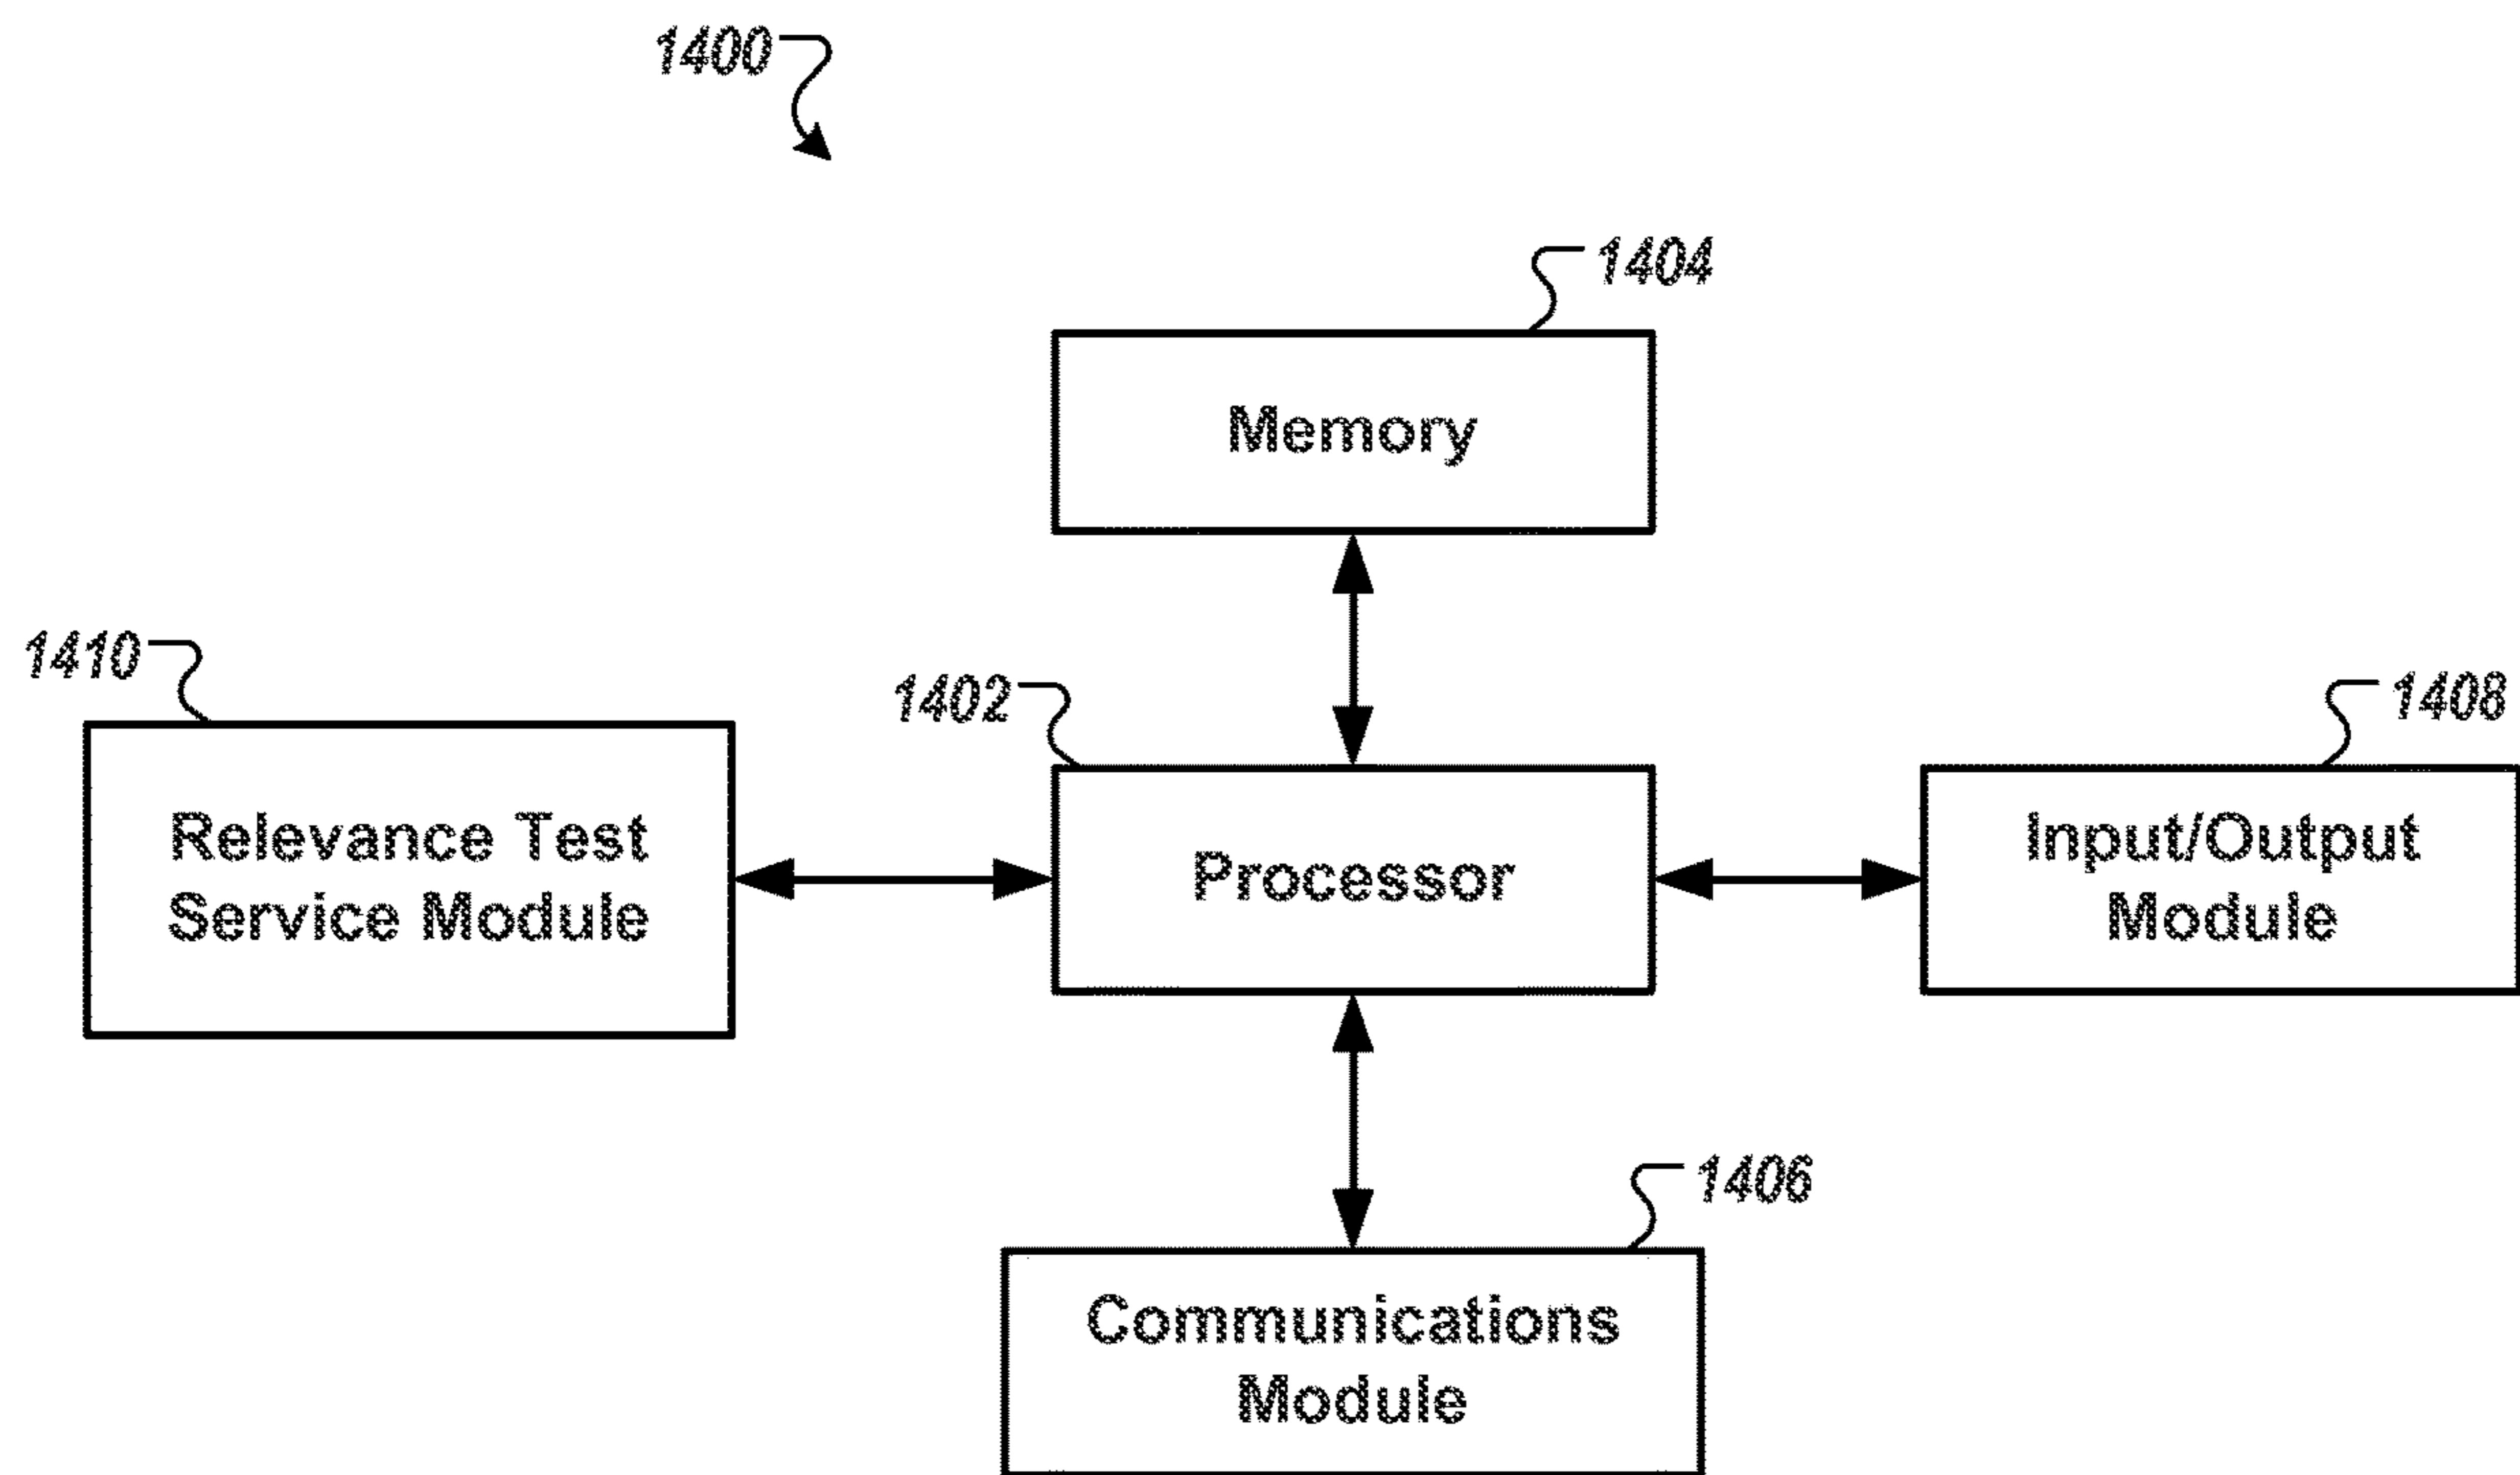 1400
1404
Memory
1410
1402
1408
Relevance Test
Service Module
Processor
Input/Output
Module
1406
Communications
Module